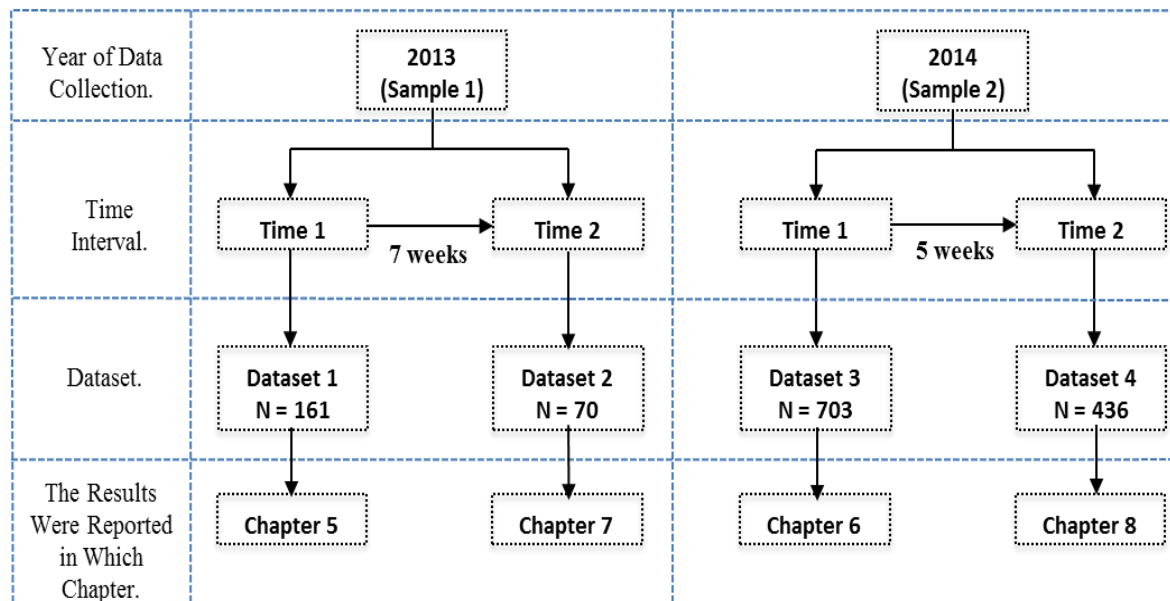 Year of Data
Collection.
2013
(Sample 1)
2014
(Sample 2)
Time
Interval.
Time 1
7 weeks
Time 2
Time 1
5 weeks
Time 2
Dataset.
Dataset 1
N = 161
Dataset 2
N = 70
Dataset 3
N = 703
Dataset 4
N = 436
The Results
Were Reported
in Which
Chapter.
Chapter 5
Chapter 7
Chapter 6
Chapter 8